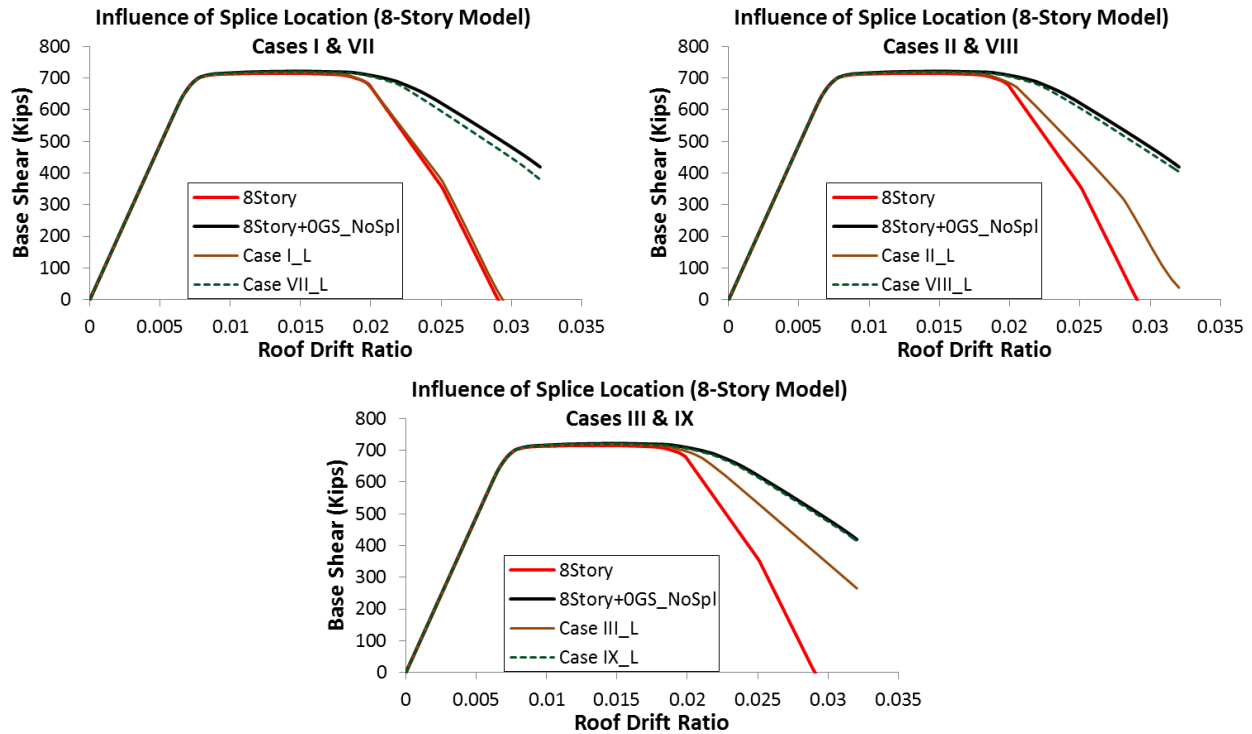 Influence of Splice Location (8-Story Model)
Cases I & VII
Base Shear (Kips)
800
700
600
500
400
300
200
100
0
8Story
8Story+0GS_NoSpl
Case I_L
Case VII_L
0 0.005 0.01 0.015 0.02 0.025 0.03 0.035
Roof Drift Ratio
Influence of Splice Location (8-Story Model)
Cases II & VIII
Base Shear (Kips)
800
700
600
500
400
300
200
100
0
8Story
8Story+0GS_NoSpl
Case II_L
Case VIII_L
0 0.005 0.01 0.015 0.02 0.025 0.03 0.035
Roof Drift Ratio
Influence of Splice Location (8-Story Model)
Cases III & IX
Base Shear (Kips)
800
700
600
500
400
300
200
100
0
8Story
8Story+0GS_NoSpl
Case III_L
Case IX_L
0 0.005 0.01 0.015 0.02 0.025 0.03 0.035
Roof Drift Ratio